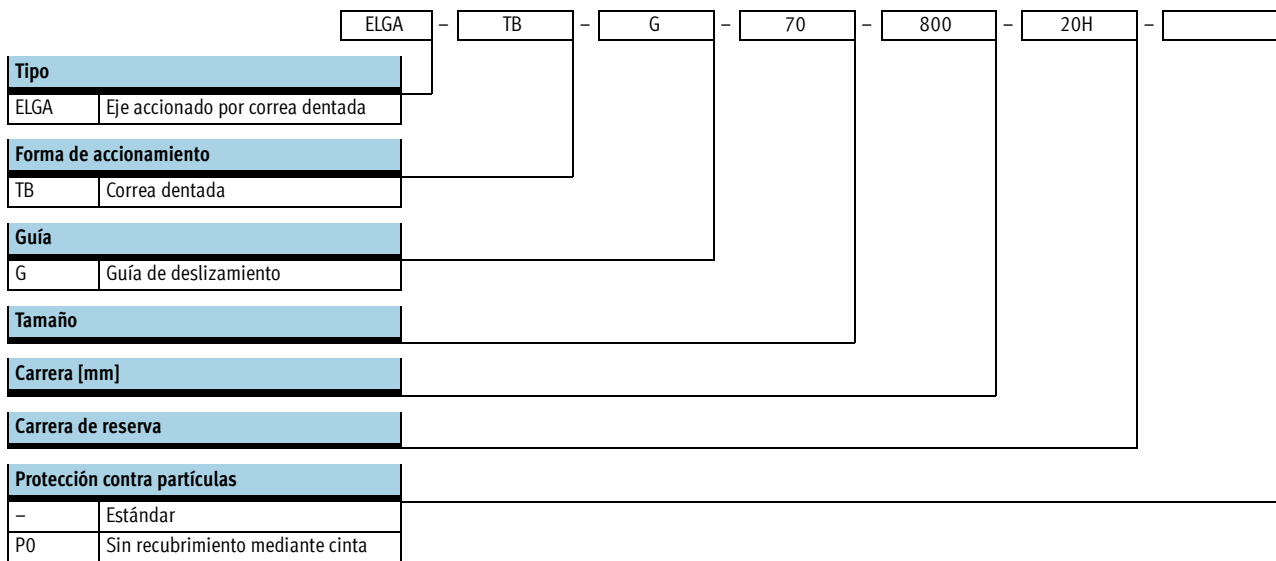 ELGA – TB – G – 70 – 800 – 20H –
Tipo
ELGA Eje accionado por correa dentada
Forma de accionamiento
TB Correa dentada
Guía
G Guía de deslizamiento
Tamaño
Carrera [mm]
Carrera de reserva
Protección contra partículas
– Estándar
P0 Sin recubrimiento mediante cinta